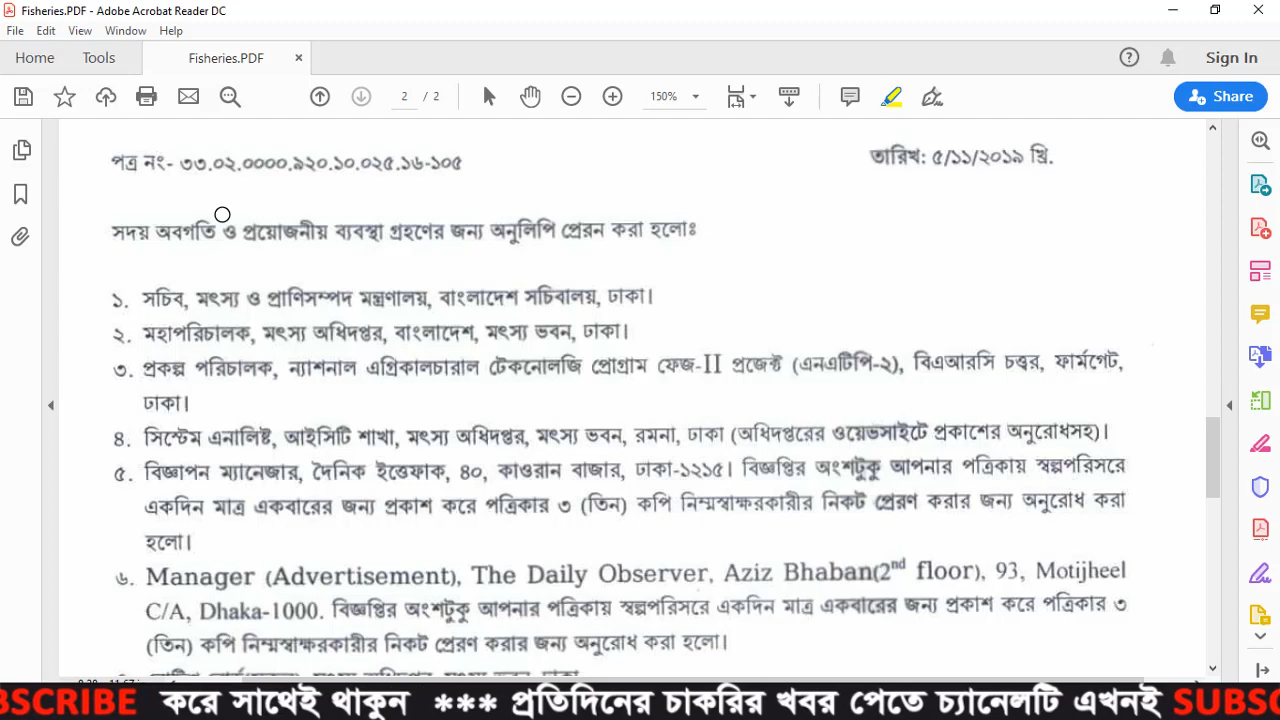 Fisheries.PDF - Adobe Acrobat Reader DC
File Edit View Window Help
Home Tools Fisheries.PDF × Sign In
2 / 2 150% Share
পত্র নং- ৩৩.০২.০০০০.৯২০.১০.০২৫.১৬-১০৫ তারিখ: ৫/১১/২০১৯ খ্রি.
সদয় অবগতি ও প্রয়োজনীয় ব্যবস্থা গ্রহণের জন্য অনুলিপি প্রেরন করা হলোঃ
১. সচিব, মৎস্য ও প্রাণিসম্পদ মন্ত্রণালয়, বাংলাদেশ সচিবালয়, ঢাকা।
২. মহাপরিচালক, মৎস্য অধিদপ্তর, বাংলাদেশ, মৎস্য ভবন, ঢাকা।
৩. প্রকল্প পরিচালক, ন্যাশনাল এগ্রিকালচারাল টেকনোলজি প্রোগ্রাম ফেজ-II প্রজেক্ট (এনএটিপি-২), বিএআরসি চত্তর, ফার্মগেট,
ঢাকা।
৪. সিস্টেম এনালিষ্ট, আইসিটি শাখা, মৎস্য অধিদপ্তর, মৎস্য ভবন, রমনা, ঢাকা (অধিদপ্তরের ওয়েভসাইটে প্রকাশের অনুরোধসহ)।
৫. বিজ্ঞাপন ম্যানেজার, দৈনিক ইত্তেফাক, ৪০, কাওরান বাজার, ঢাকা-১২১৫। বিজ্ঞপ্তির অংশটুকু আপনার পত্রিকায় স্বল্পপরিসরে
একদিন মাত্র একবারের জন্য প্রকাশ করে পত্রিকার ৩ (তিন) কপি নিম্মস্বাক্ষরকারীর নিকট প্রেরণ করার জন্য অনুরোধ করা
হলো।
৬. Manager (Advertisement), The Daily Observer, Aziz Bhaban(2nd floor), 93, Motijheel
C/A, Dhaka-1000. বিজ্ঞপ্তির অংশটুকু আপনার পত্রিকায় স্বল্পপরিসরে একদিন মাত্র একবারের জন্য প্রকাশ করে পত্রিকার ৩
(তিন) কপি নিম্মস্বাক্ষরকারীর নিকট প্রেরণ করার জন্য অনুরোধ করা হলো।
SCRIBE করে সাথেই থাকুন *** প্রতিদিনের চাকরির খবর পেতে চ্যানেলটি এখনই SUBSC